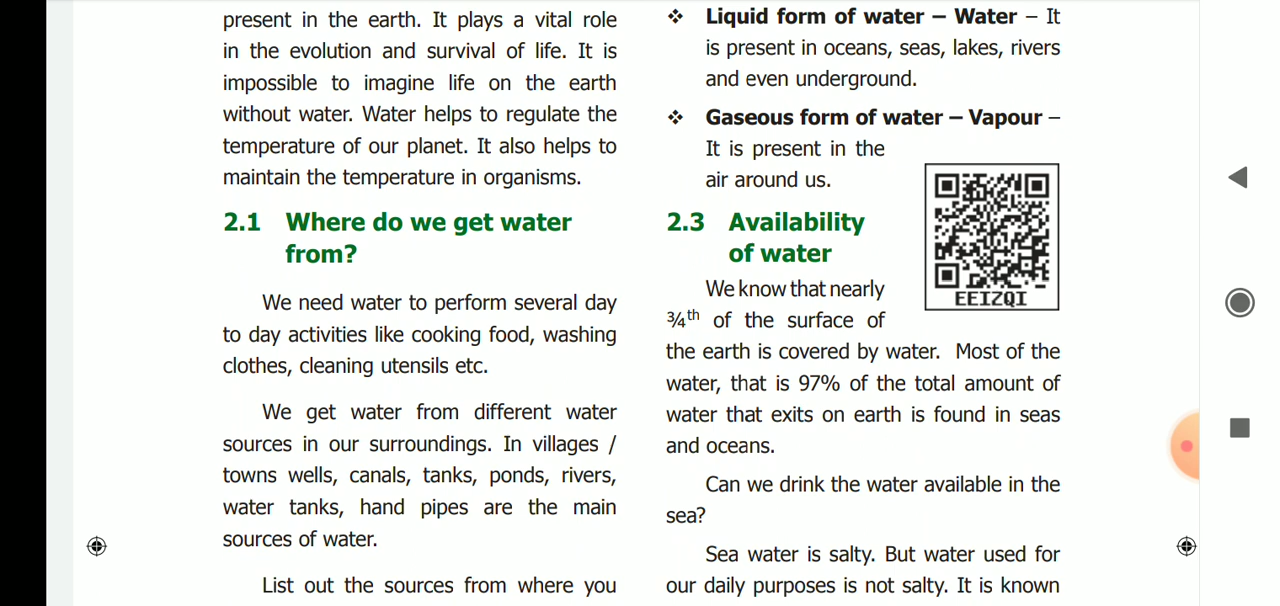 present in the earth. It plays a vital role
in the evolution and survival of life. It is
impossible to imagine life on the earth
without water. Water helps to regulate the
temperature of our planet. It also helps to
maintain the temperature in organisms.
2.1 Where do we get water
from?
We need water to perform several day
to day activities like cooking food, washing
clothes, cleaning utensils etc.
We get water from different water
sources in our surroundings. In villages /
towns wells, canals, tanks, ponds, rivers,
water tanks, hand pipes are the main
sources of water.
List out the sources from where you
❖ Liquid form of water – Water – It
is present in oceans, seas, lakes, rivers
and even underground.
❖ Gaseous form of water – Vapour –
It is present in the
air around us.
2.3 Availability
of water
EEIZQI
We know that nearly
¾th of the surface of
the earth is covered by water. Most of the
water, that is 97% of the total amount of
water that exits on earth is found in seas
and oceans.
Can we drink the water available in the
sea?
Sea water is salty. But water used for
our daily purposes is not salty. It is known